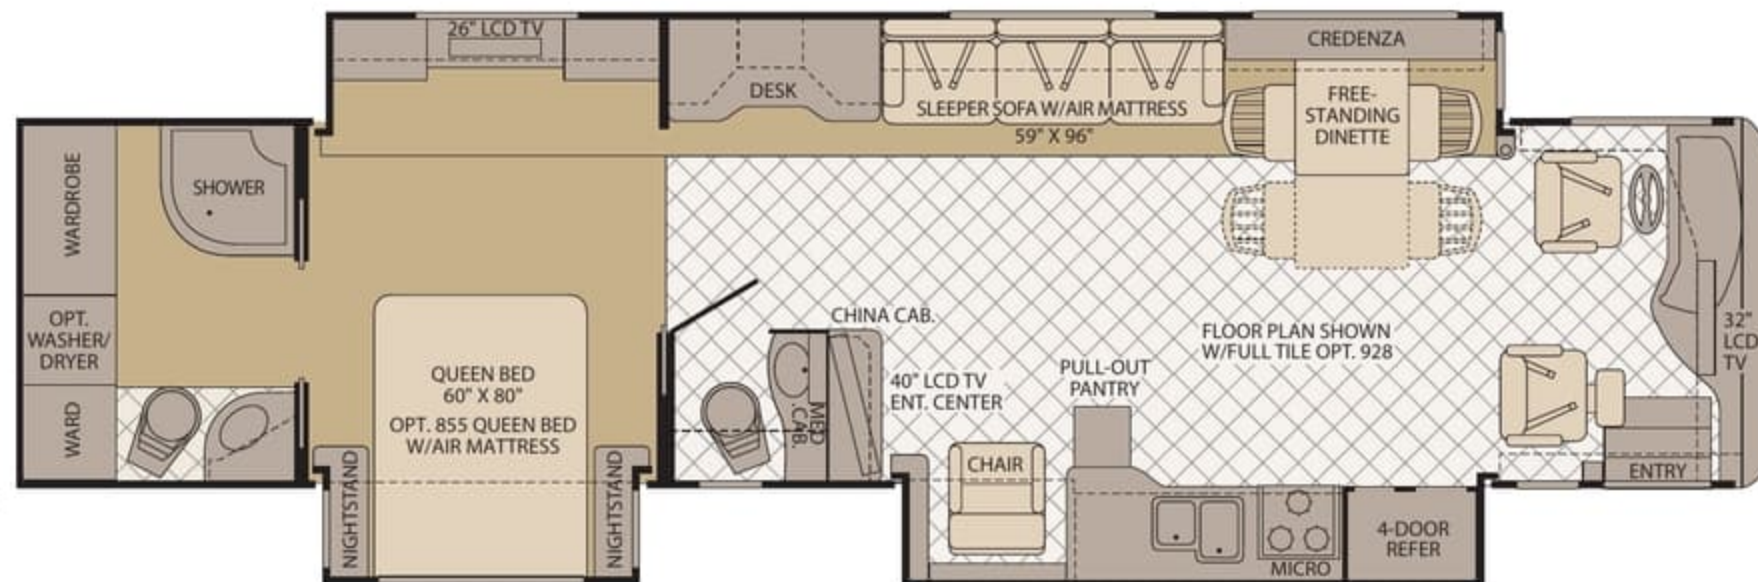 26" LCD TV
DESK
SLEEPER SOFA W/AIR MATTRESS
59" X 96"
CREDENZA
FREE-
STANDING
DINETTE
WARDROBE
SHOWER
OPT.
WASHER/
DRYER
WARD
QUEEN BED
60" X 80"
OPT. 855 QUEEN BED
W/AIR MATTRESS
NIGHTSTAND
NIGHTSTAND
CHINA CAB.
MED
.CAB.
40" LCD TV
ENT. CENTER
CHAIR
PULL-OUT
PANTRY
FLOOR PLAN SHOWN
W/FULL TILE OPT. 928
MICRO
4-DOOR
REFER
ENTRY
32"
LCD
TV